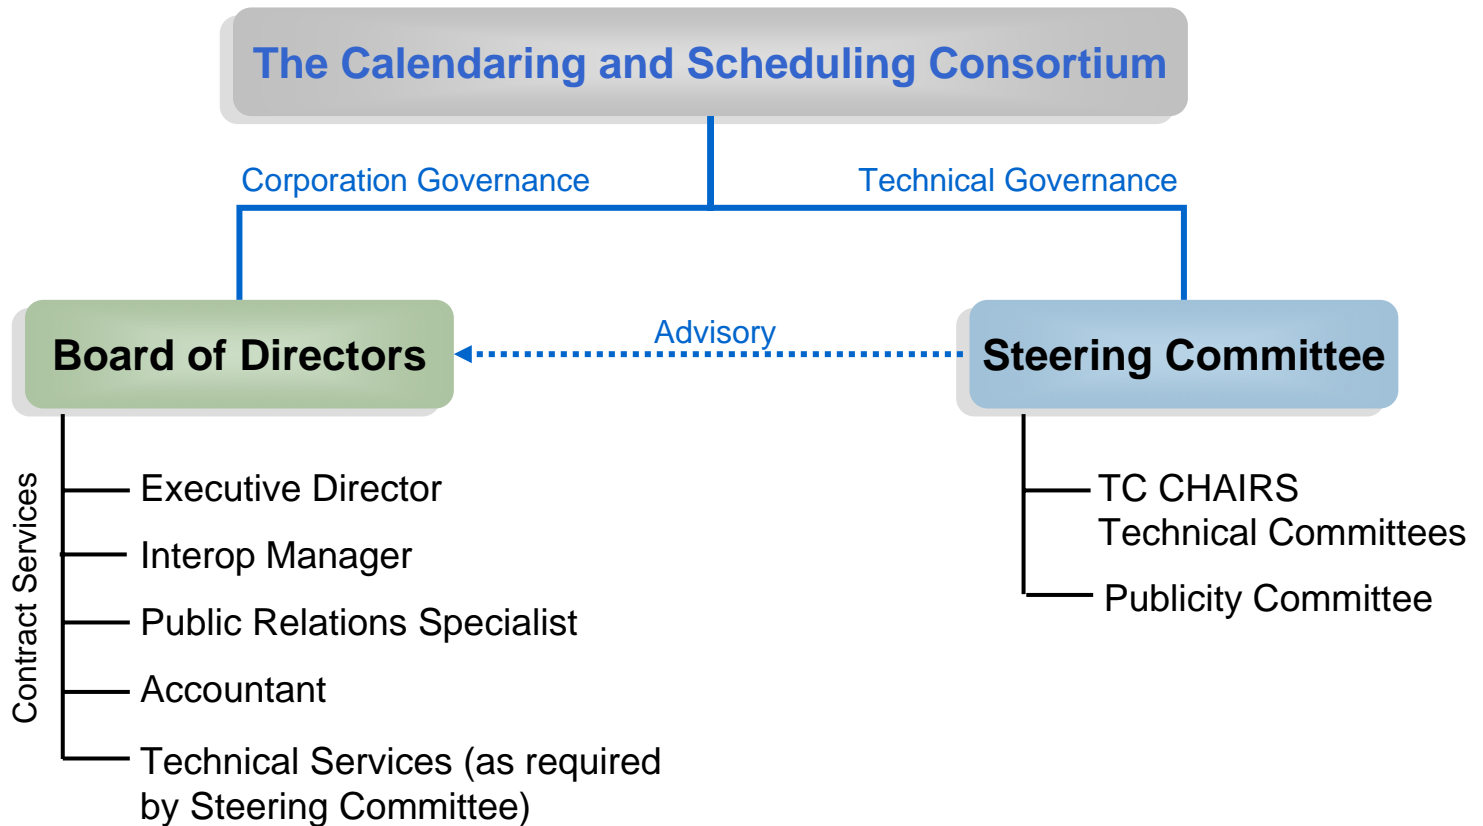 The Calendaring and Scheduling Consortium
Corporation Governance
Technical Governance
Board of Directors
Advisory
Steering Committee
Contract Services
Executive Director
Interop Manager
Public Relations Specialist
Accountant
Technical Services (as required
by Steering Committee)
TC CHAIRS
Technical Committees
Publicity Committee